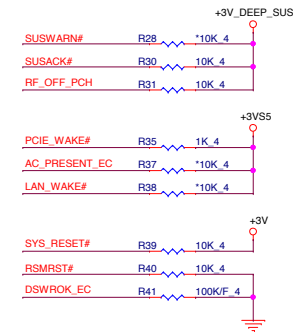 +3V_DEEP_SUS
SUSWARN# R28 *10K_4
SUSACK# R30 10K_4
RF_OFF_PCH R31 10K_4
+3VS5
PCIE_WAKE# R35 1K_4
AC_PRESENT_EC R37 *10K_4
LAN_WAKE# R38 *10K_4
+3V
SYS_RESET# R39 10K_4
RSMRST# R40 10K_4
DSWROK_EC R41 100K/F_4